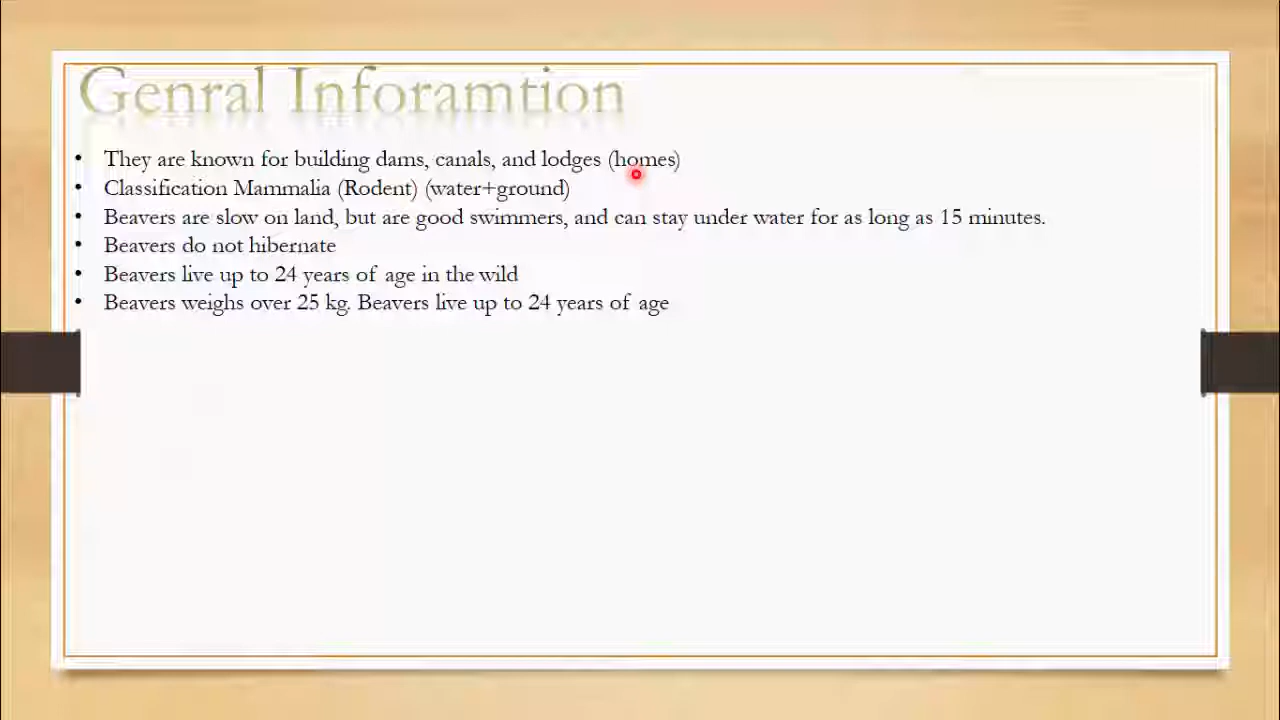 Genral Inforamtion
• They are known for building dams, canals, and lodges (homes)
• Classification Mammalia (Rodent) (water+ground)
• Beavers are slow on land, but are good swimmers, and can stay under water for as long as 15 minutes.
• Beavers do not hibernate
• Beavers live up to 24 years of age in the wild
• Beavers weighs over 25 kg. Beavers live up to 24 years of age